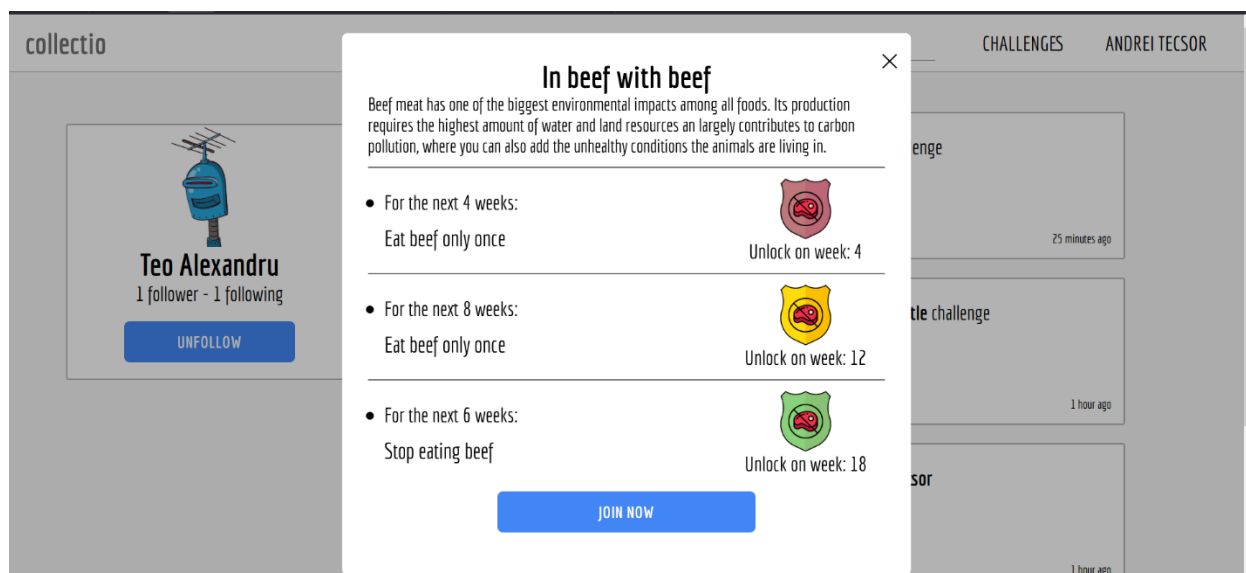 collectio
CHALLENGES
ANDREI TECSOR
Teo Alexandru
1 follower - 1 following
UNFOLLOW
In beef with beef
Beef meat has one of the biggest environmental impacts among all foods. Its production
requires the highest amount of water and land resources an largely contributes to carbon
pollution, where you can also add the unhealthy conditions the animals are living in.
For the next 4 weeks:
Eat beef only once
Unlock on week: 4
For the next 8 weeks:
Eat beef only once
Unlock on week: 12
For the next 6 weeks:
Stop eating beef
Unlock on week: 18
JOIN NOW
enge
25 minutes ago
tle challenge
1 hour ago
sor
1 hour ago